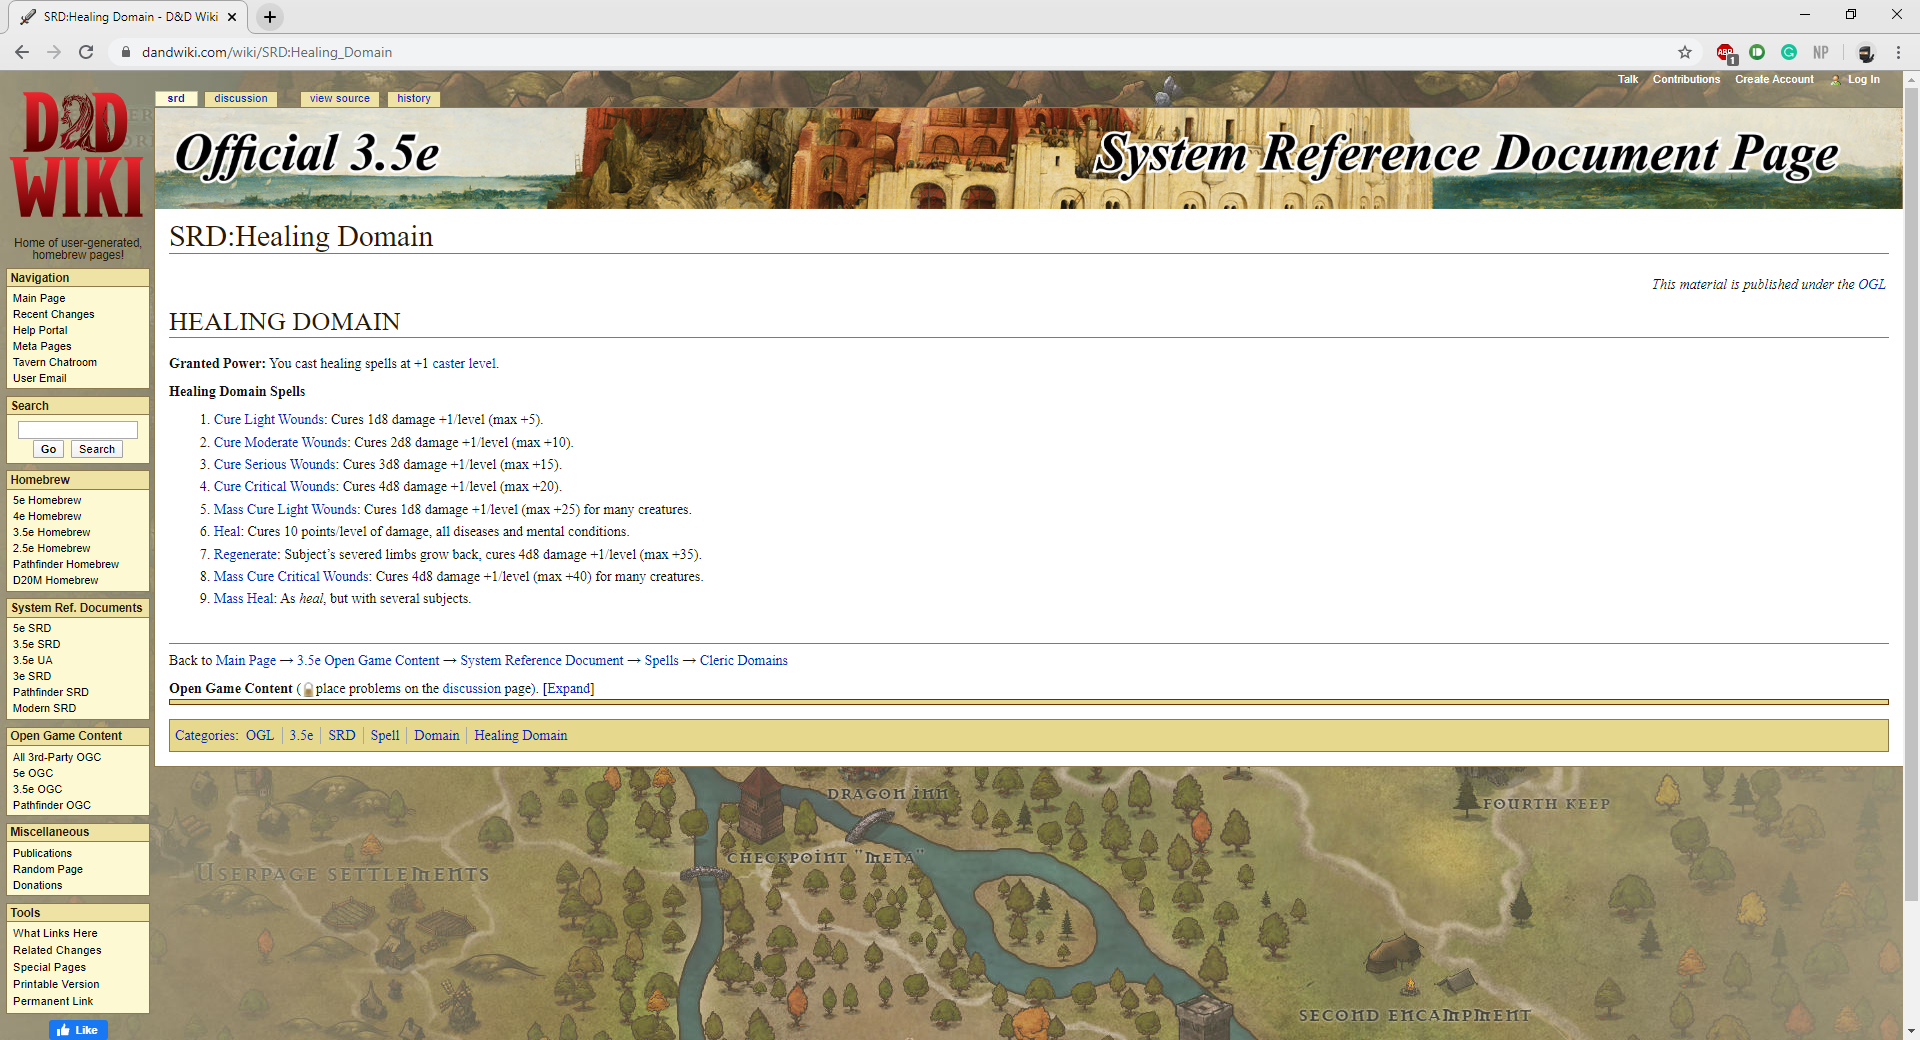 SRD:Healing Domain - D&D Wiki
dandwiki.com/wiki/SRD:Healing_Domain
ABP
1
NP
Talk Contributions Create Account Log In
srd discussion view source history
D&D
WIKI
Home of user-generated,
homebrew pages!
Official 3.5e System Reference Document Page
SRD:Healing Domain
This material is published under the OGL
HEALING DOMAIN
Granted Power: You cast healing spells at +1 caster level.
Healing Domain Spells
1. Cure Light Wounds: Cures 1d8 damage +1/level (max +5).
2. Cure Moderate Wounds: Cures 2d8 damage +1/level (max +10).
3. Cure Serious Wounds: Cures 3d8 damage +1/level (max +15).
4. Cure Critical Wounds: Cures 4d8 damage +1/level (max +20).
5. Mass Cure Light Wounds: Cures 1d8 damage +1/level (max +25) for many creatures.
6. Heal: Cures 10 points/level of damage, all diseases and mental conditions.
7. Regenerate: Subject’s severed limbs grow back, cures 4d8 damage +1/level (max +35).
8. Mass Cure Critical Wounds: Cures 4d8 damage +1/level (max +40) for many creatures.
9. Mass Heal: As heal, but with several subjects.
Back to Main Page → 3.5e Open Game Content → System Reference Document → Spells → Cleric Domains
Open Game Content (place problems on the discussion page). [Expand]
Categories: OGL 3.5e SRD Spell Domain Healing Domain
Navigation
Main Page
Recent Changes
Help Portal
Meta Pages
Tavern Chatroom
User Email
Search
Go Search
Homebrew
5e Homebrew
4e Homebrew
3.5e Homebrew
2.5e Homebrew
Pathfinder Homebrew
D20M Homebrew
System Ref. Documents
5e SRD
3.5e SRD
3.5e UA
3e SRD
Pathfinder SRD
Modern SRD
Open Game Content
All 3rd-Party OGC
5e OGC
3.5e OGC
Pathfinder OGC
Miscellaneous
Publications
Random Page
Donations
Tools
What Links Here
Related Changes
Special Pages
Printable Version
Permanent Link
Like
DRAGON INN
FOURTH KEEP
CHECKPOINT "META"
USERPAGE SETTLEMENTS
SECOND ENCAMPMENT